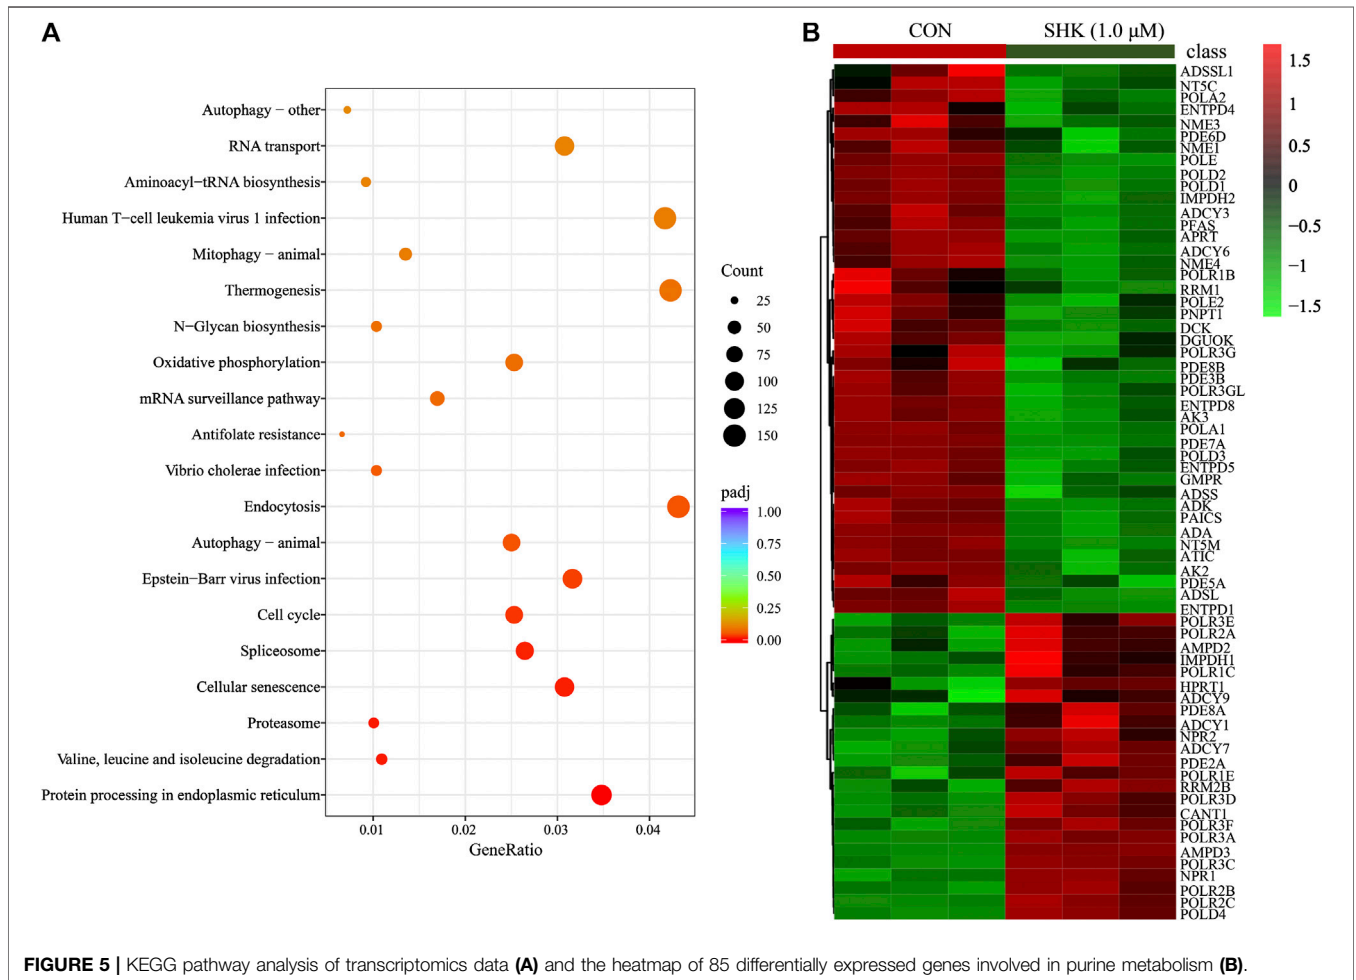 A
Autophagy − other
RNA transport
Aminoacyl−tRNA biosynthesis
Human T−cell leukemia virus 1 infection
Mitophagy − animal
Thermogenesis
N−Glycan biosynthesis
Oxidative phosphorylation
mRNA surveillance pathway
Antifolate resistance
Vibrio cholerae infection
Endocytosis
Autophagy − animal
Epstein−Barr virus infection
Cell cycle
Spliceosome
Cellular senescence
Proteasome
Valine, leucine and isoleucine degradation
Protein processing in endoplasmic reticulum
0.01 0.02 0.03 0.04
GeneRatio
Count
25
50
75
100
125
150
padj
1.00
0.75
0.50
0.25
0.00
B
CON SHK (1.0 μM)
class
ADSSL1
NT5C
POLA2
ENTPD4
NME3
PDE6D
NME1
POLE
POLD2
POLD1
IMPDH2
ADCY3
PFAS
APRT
ADCY6
NME4
POLR1B
RRM1
POLE2
PNPT1
DCK
DGUOK
POLR3G
PDE8B
PDE3B
POLR3GL
ENTPD8
AK3
POLA1
PDE7A
POLD3
ENTPD5
GMPR
ADSS
ADK
PAICS
ADA
NT5M
ATIC
AK2
PDE5A
ADSL
ENTPD1
POLR3E
POLR2A
AMPD2
IMPDH1
POLR1C
HPRT1
ADCY9
PDE8A
ADCY1
NPR2
ADCY7
PDE2A
POLR1E
RRM2B
POLR3D
CANT1
POLR3F
POLR3A
AMPD3
POLR3C
NPR1
POLR2B
POLR2C
POLD4
1.5
1
0.5
0
−0.5
−1
−1.5
FIGURE 5 | KEGG pathway analysis of transcriptomics data (A) and the heatmap of 85 differentially expressed genes involved in purine metabolism (B).